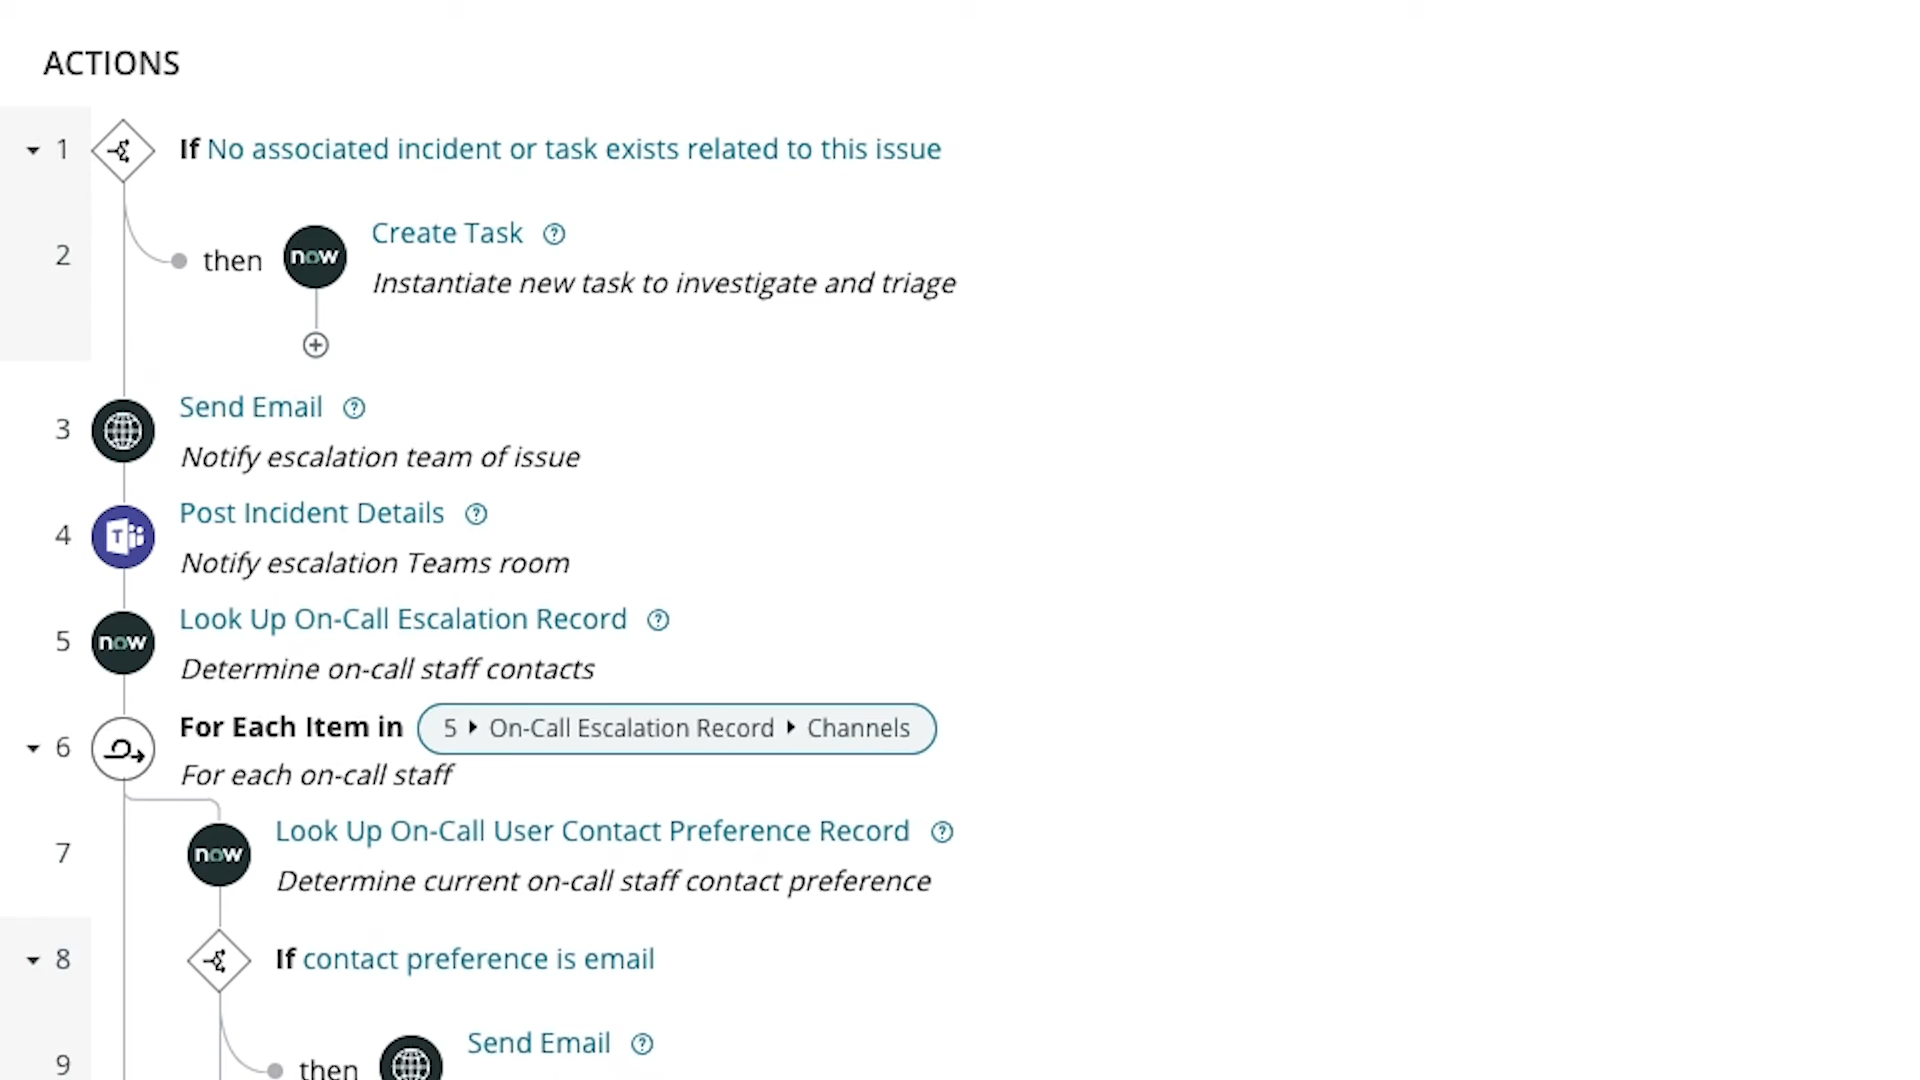 ACTIONS
1 If No associated incident or task exists related to this issue
2 then now Create Task ?
Instantiate new task to investigate and triage
3 Send Email ?
Notify escalation team of issue
4 T Post Incident Details ?
Notify escalation Teams room
5 now Look Up On-Call Escalation Record ?
Determine on-call staff contacts
6 For Each Item in 5 On-Call Escalation Record Channels
For each on-call staff
7 now Look Up On-Call User Contact Preference Record ?
Determine current on-call staff contact preference
8 If contact preference is email
9 then Send Email ?